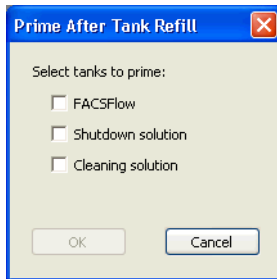 Prime After Tank Refill
Select tanks to prime:
FACSFlow
Shutdown solution
Cleaning solution
OK Cancel